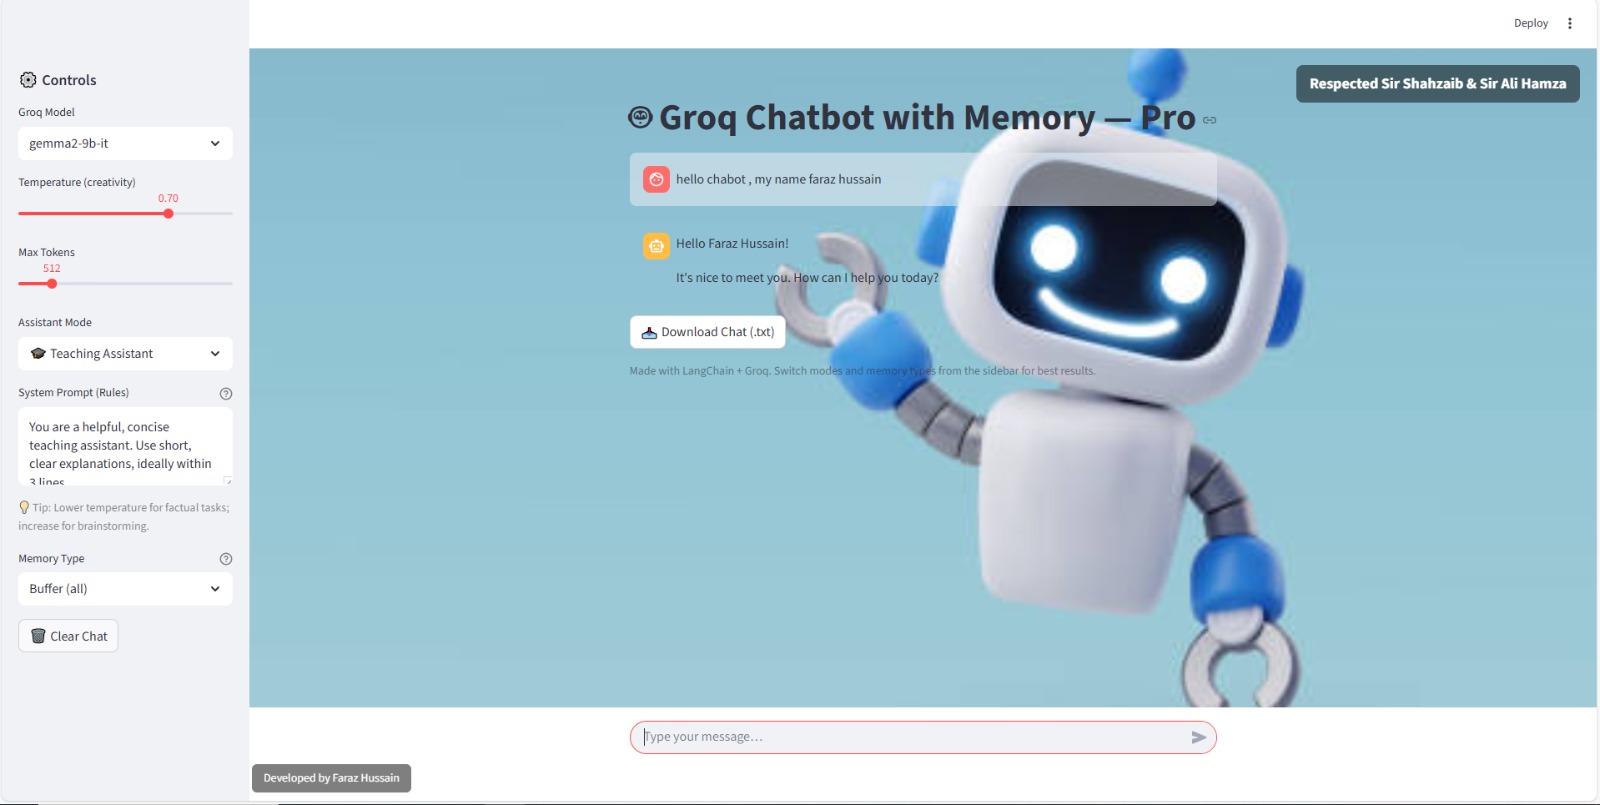 Deploy
Controls
Groq Model
gemma2-9b-it
Temperature (creativity)
0.70
Max Tokens
512
Assistant Mode
Teaching Assistant
System Prompt (Rules)
You are a helpful, concise
teaching assistant. Use short,
clear explanations, ideally within
3 lines
Tip: Lower temperature for factual tasks;
increase for brainstorming.
Memory Type
Buffer (all)
Clear Chat
Respected Sir Shahzaib & Sir Ali Hamza
Groq Chatbot with Memory — Pro
hello chabot , my name faraz hussain
Hello Faraz Hussain!
It's nice to meet you. How can I help you today?
Download Chat (.txt)
Made with LangChain + Groq. Switch modes and memory types from the sidebar for best results.
Type your message...
Developed by Faraz Hussain